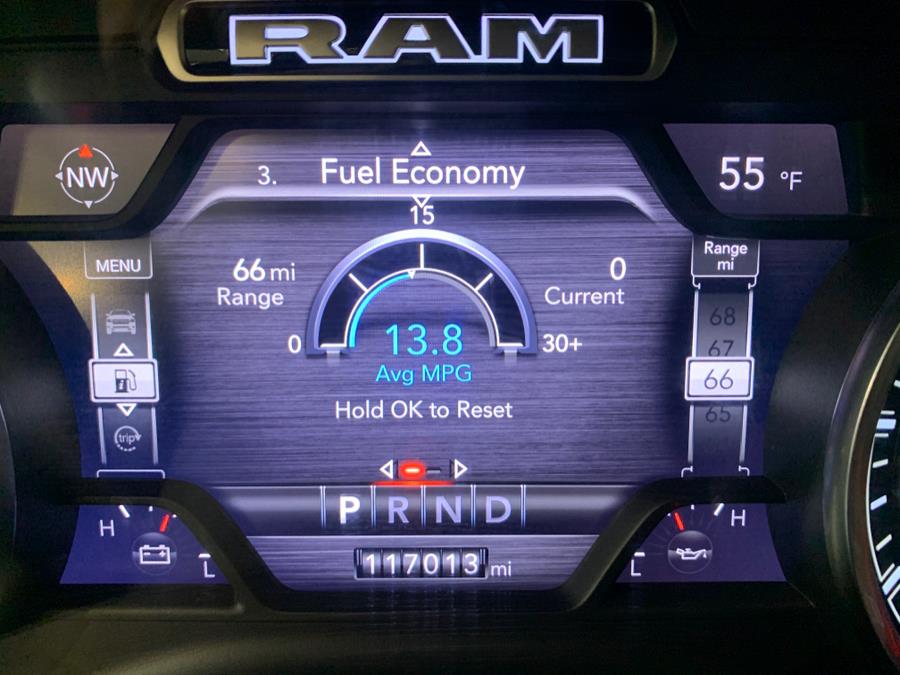 RAM
NW
3. Fuel Economy
55 °F
15
MENU
66 mi
Range
0
Current
Range
mi
0
30+
13.8
Avg MPG
Hold OK to Reset
68
67
66
65
trip
P R N D
H
L
117013 mi
H
L